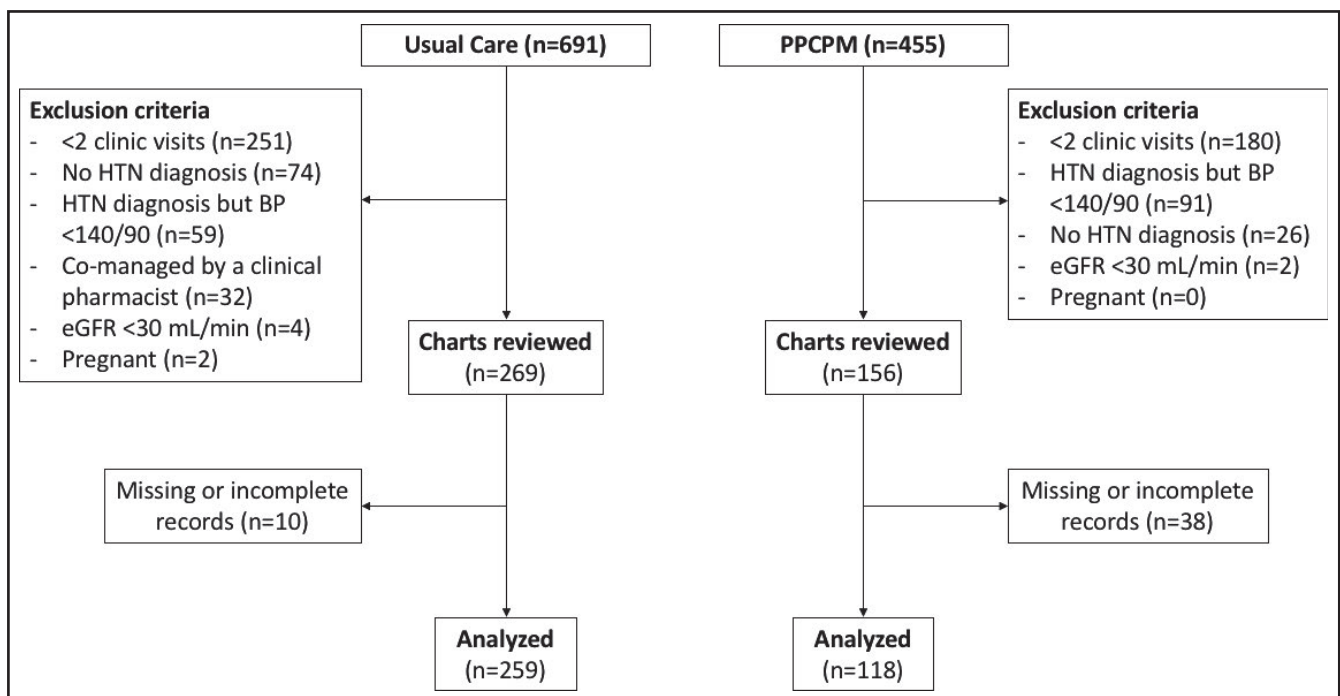 Usual Care (n=691)
PPCPM (n=455)
Exclusion criteria
- <2 clinic visits (n=251)
- No HTN diagnosis (n=74)
- HTN diagnosis but BP
<140/90 (n=59)
- Co-managed by a clinical
pharmacist (n=32)
- eGFR <30 mL/min (n=4)
- Pregnant (n=2)
Exclusion criteria
- <2 clinic visits (n=180)
- HTN diagnosis but BP
<140/90 (n=91)
- No HTN diagnosis (n=26)
- eGFR <30 mL/min (n=2)
- Pregnant (n=0)
Charts reviewed
(n=269)
Charts reviewed
(n=156)
Missing or incomplete
records (n=10)
Missing or incomplete
records (n=38)
Analyzed
(n=259)
Analyzed
(n=118)